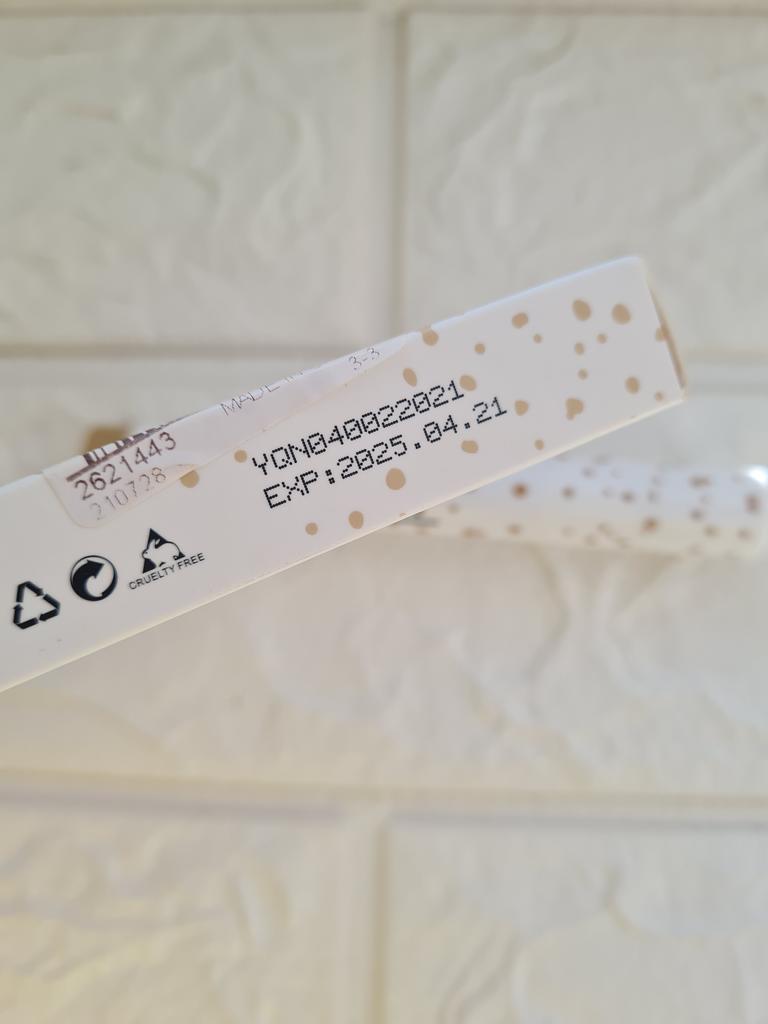 3-3
MADE IN
2621443
210728
YQN040022021
EXP:2025.04.21
CRUELTY FREE